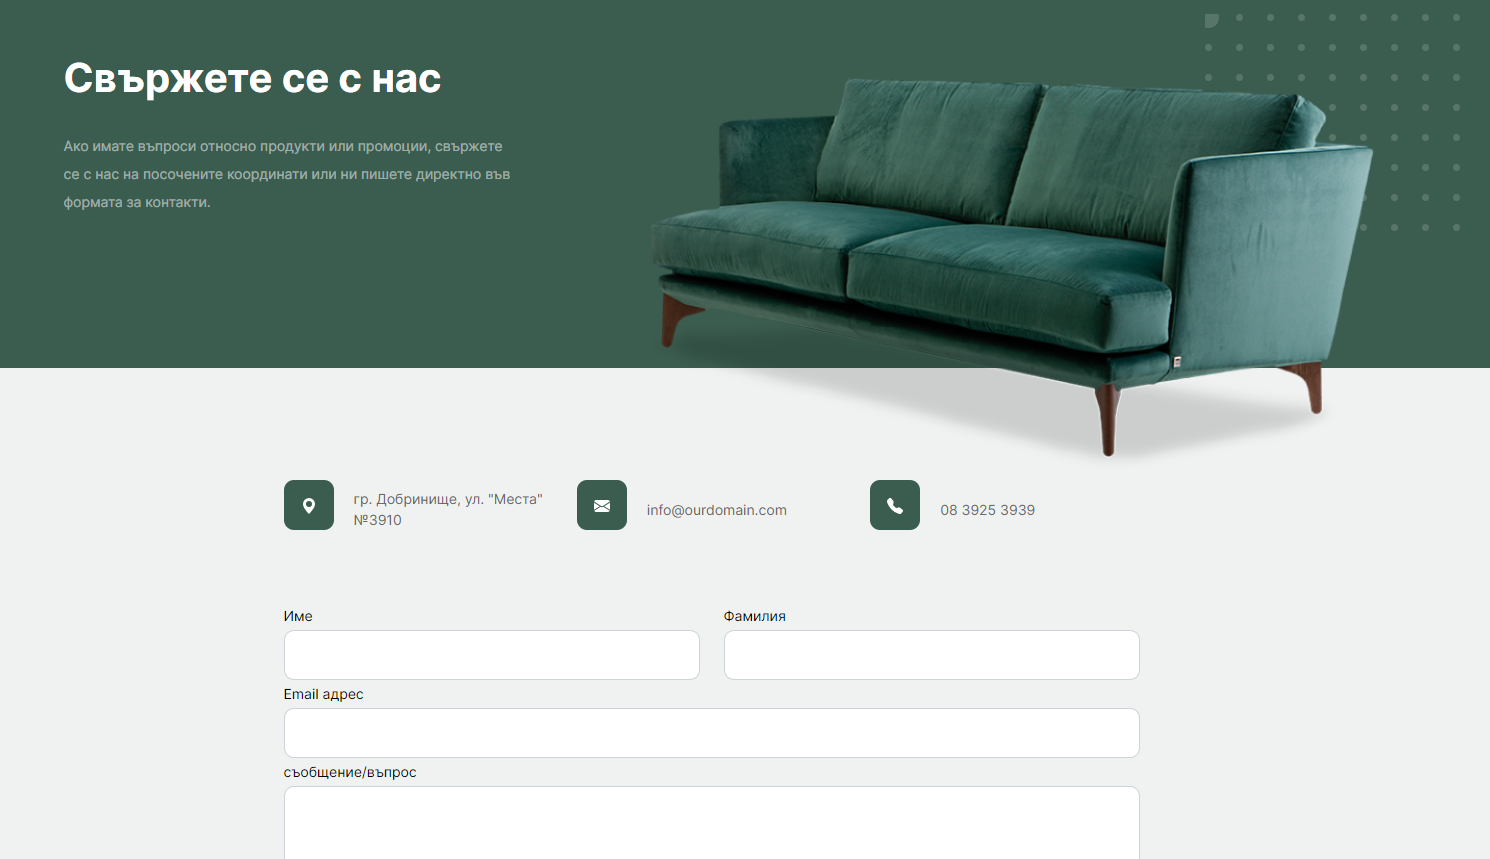 Свържете се с нас
Ако имате въпроси относно продукти или промоции, свържете
се с нас на посочените координати или ни пишете директно във
формата за контакти.
гр. Добринище, ул. "Места"
№3910
info@ourdomain.com
08 3925 3939
Име
Фамилия
Email адрес
съобщение/въпрос